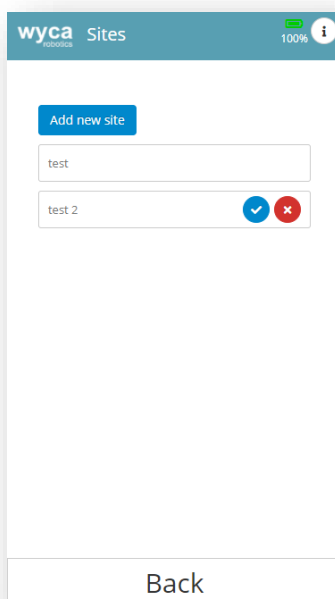 wyca Sites
robotics
100%
i
Add new site
test
test 2
Back